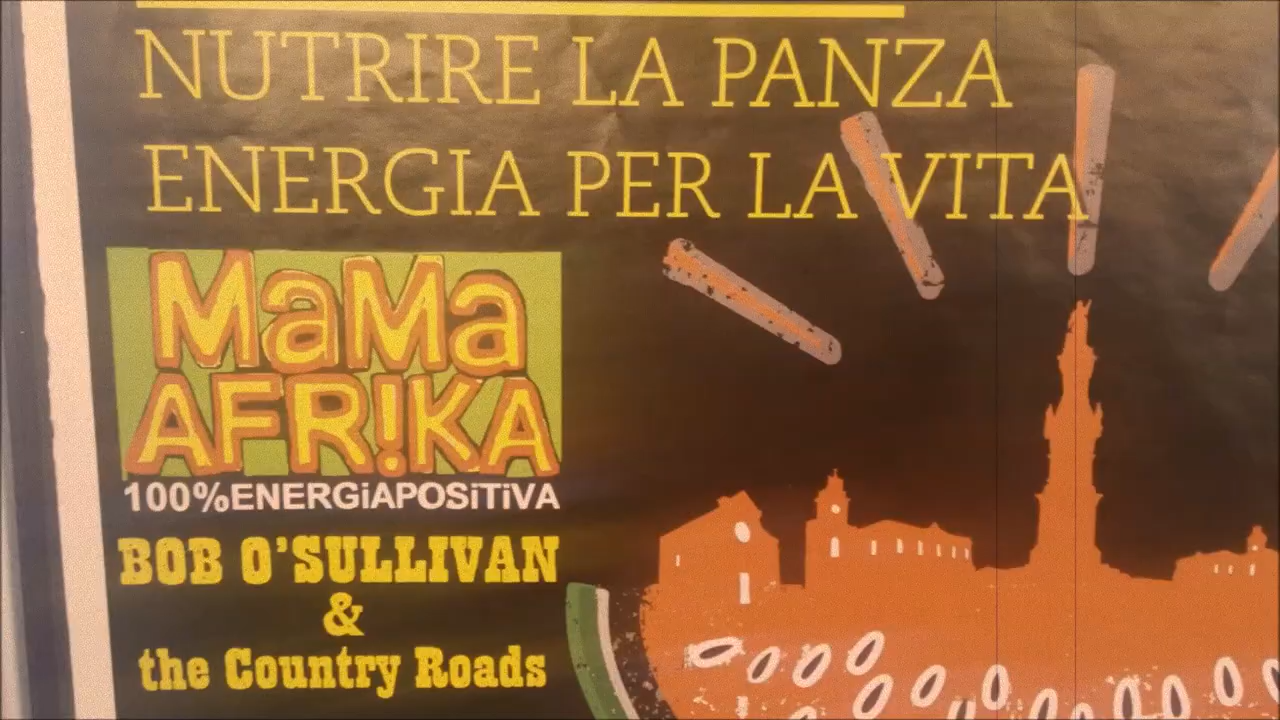 NUTRIRE LA PANZA
ENERGIA PER LA VITA
MaMa
AFR!KA
100%ENERGiAPOSiTiVA
BOB O'SULLIVAN
&
the Country Roads